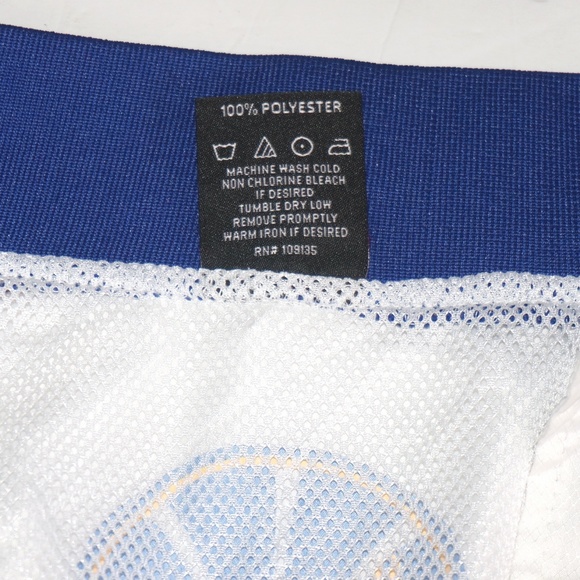 100% POLYESTER
MACHINE WASH COLD
NON CHLORINE BLEACH
IF DESIRED
TUMBLE DRY LOW
REMOVE PROMPTLY
WARM IRON IF DESIRED
RN# 109135